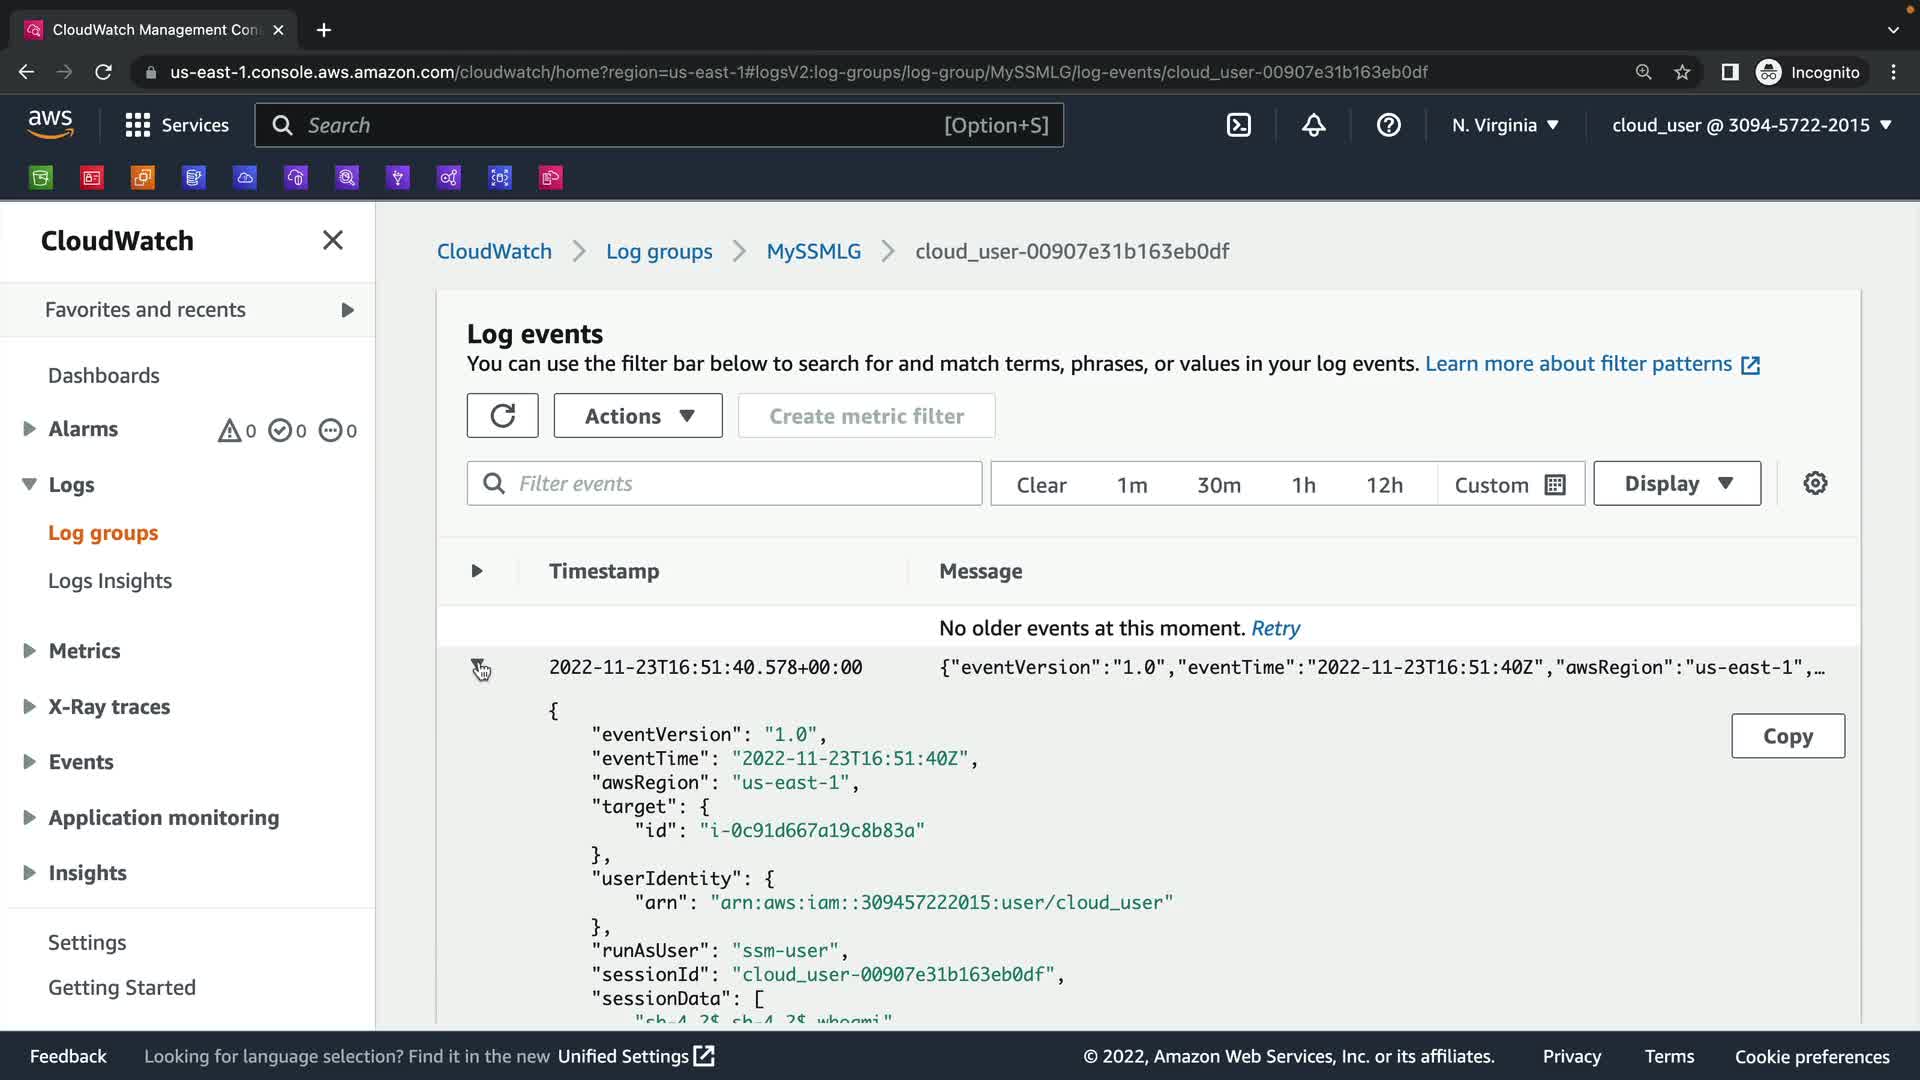 CloudWatch Management Con
us-east-1.console.aws.amazon.com/cloudwatch/home?region=us-east-1#logsV2:log-groups/log-group/MySSMLG/log-events/cloud_user-00907e31b163eb0df
Incognito
aws
Services
Search
[Option+S]
N. Virginia
cloud_user @ 3094-5722-2015
CloudWatch
Favorites and recents
Dashboards
Alarms
0
0
0
Logs
Log groups
Logs Insights
Metrics
X-Ray traces
Events
Application monitoring
Insights
Settings
Getting Started
CloudWatch
Log groups
MySSMLG
cloud_user-00907e31b163eb0df
Log events
You can use the filter bar below to search for and match terms, phrases, or values in your log events. Learn more about filter patterns
Actions
Create metric filter
Filter events
Clear
1m
30m
1h
12h
Custom
Display
Timestamp
Message
No older events at this moment. Retry
2022-11-23T16:51:40.578+00:00
{"eventVersion":"1.0","eventTime":"2022-11-23T16:51:40Z","awsRegion":"us-east-1",…
{
"eventVersion": "1.0",
"eventTime": "2022-11-23T16:51:40Z",
"awsRegion": "us-east-1",
"target": {
"id": "i-0c91d667a19c8b83a"
},
"userIdentity": {
"arn": "arn:aws:iam::309457222015:user/cloud_user"
},
"runAsUser": "ssm-user",
"sessionId": "cloud_user-00907e31b163eb0df",
"sessionData": [
"sh-4.2$ sh-4.2$ whoami"
Copy
Feedback
Looking for language selection? Find it in the new Unified Settings
© 2022, Amazon Web Services, Inc. or its affiliates.
Privacy
Terms
Cookie preferences